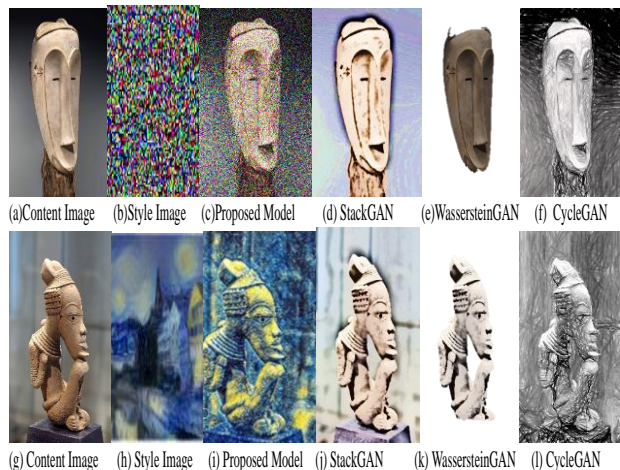 (a)Content Image (b)Style Image (c)Proposed Model (d) StackGAN (e)WassersteinGAN (f) CycleGAN
(g) Content Image (h) Style Image (i) Proposed Model (j) StackGAN (k) WassersteinGAN (l) CycleGAN